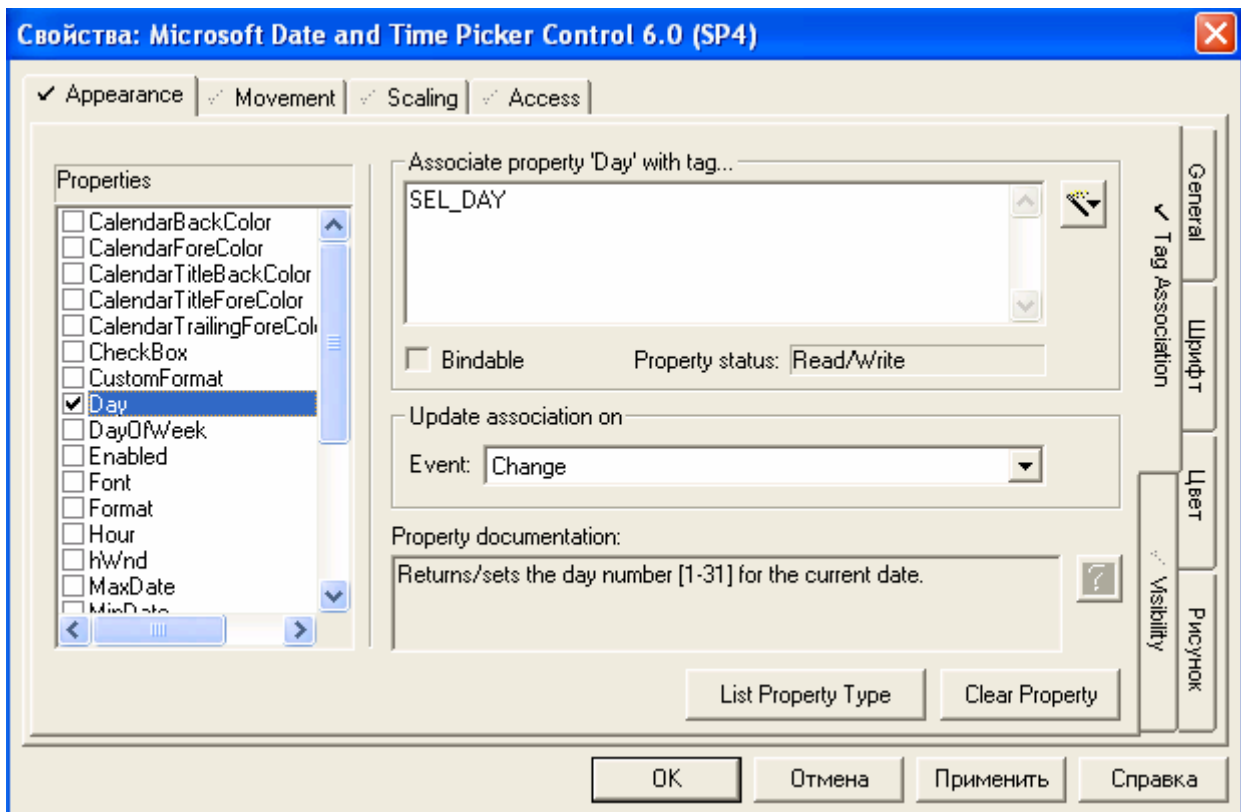 Свойства: Microsoft Date and Time Picker Control 6.0 (SP4)
Appearance
Movement
Scaling
Access
Properties
CalendarBackColor
CalendarForeColor
CalendarTitleBackColor
CalendarTitleForeColor
CalendarTrailingForeColo
CheckBox
CustomFormat
Day
DayOfWeek
Enabled
Font
Format
Hour
hWnd
MaxDate
MinDate
Associate property 'Day' with tag...
SEL_DAY
Bindable
Property status: Read/Write
Update association on
Event: Change
Property documentation:
Returns/sets the day number [1-31] for the current date.
?
List Property Type
Clear Property
Tag Association
Visibility
General
Шрифт
Цвет
Рисунок
OK
Отмена
Применить
Справка